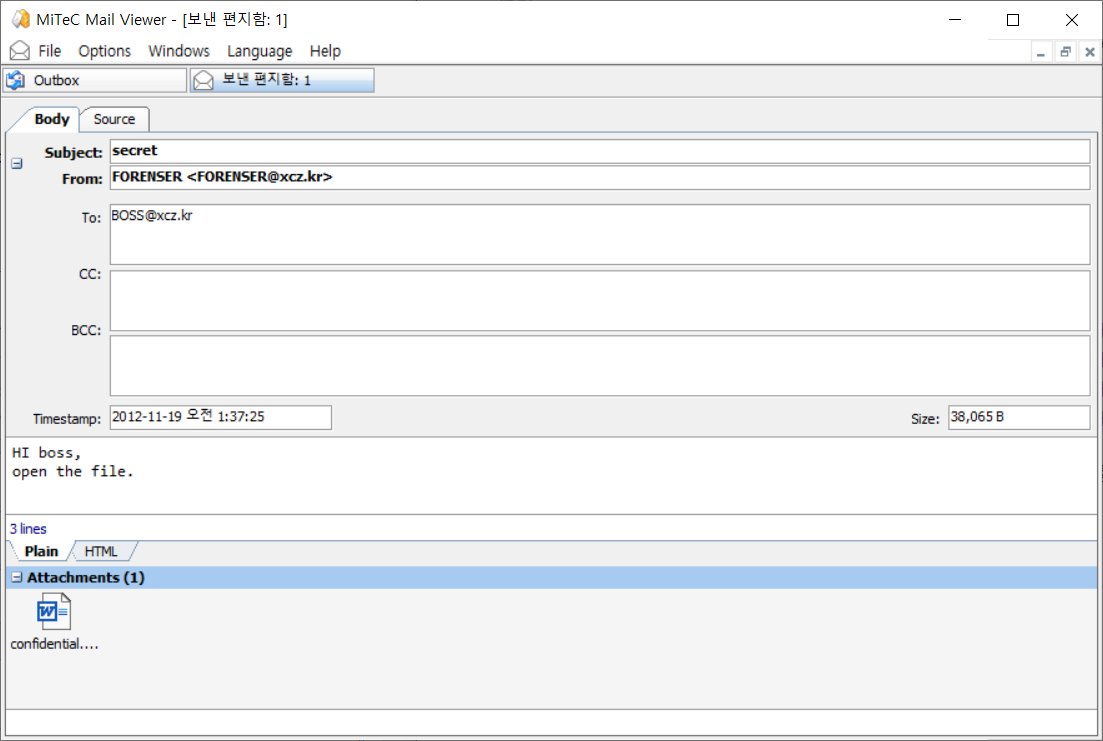 MiTeC Mail Viewer - [보낸 편지함: 1]
File Options Windows Language Help
Outbox 보낸 편지함: 1
Body Source
Subject: secret
From: FORENSER <FORENSER@xcz.kr>
To: BOSS@xcz.kr
CC:
BCC:
Timestamp: 2012-11-19 오전 1:37:25 Size: 38,065 B
HI boss,
open the file.
3 lines
Plain HTML
Attachments (1)
W
confidential....